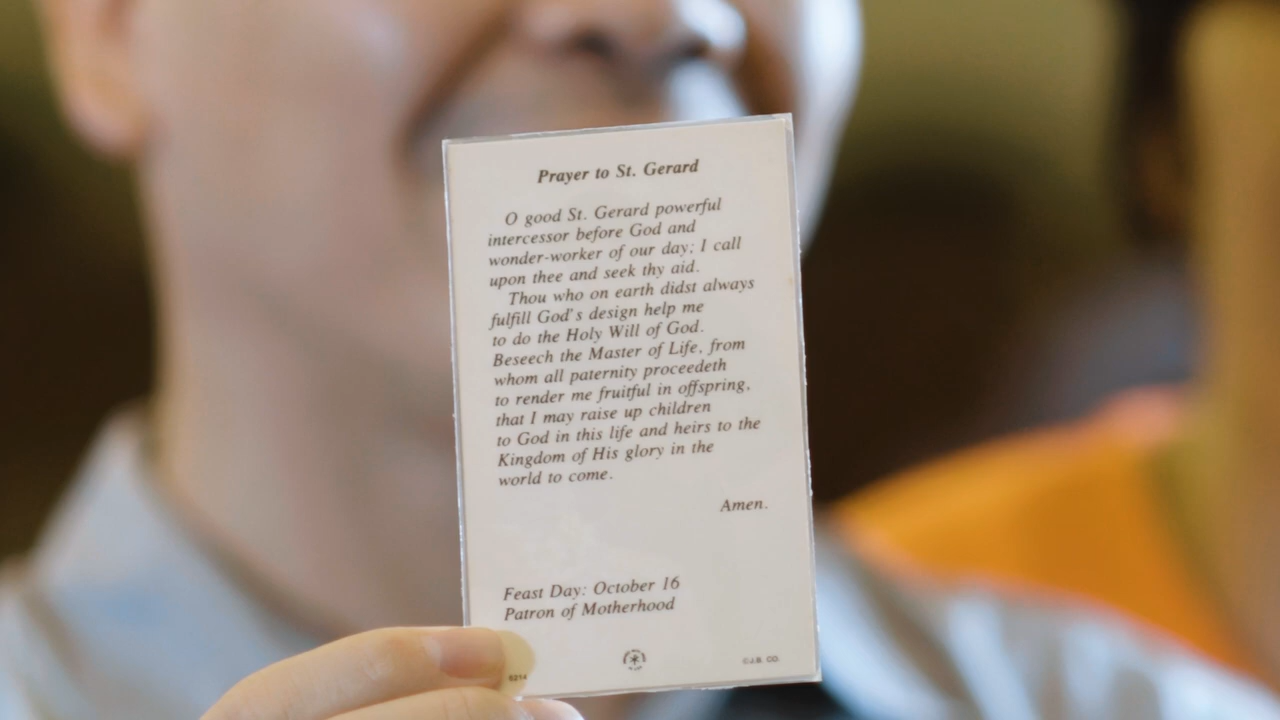 Prayer to St. Gerard
O good St. Gerard powerful
intercessor before God and
wonder-worker of our day; I call
upon thee and seek thy aid.
Thou who on earth didst always
fulfill God's design help me
to do the Holy Will of God.
Beseech the Master of Life, from
whom all paternity proceedeth
to render me fruitful in offspring,
that I may raise up children
to God in this life and heirs to the
Kingdom of His glory in the
world to come.
Amen.
Feast Day: October 16
Patron of Motherhood
©J.B. CO.
5214